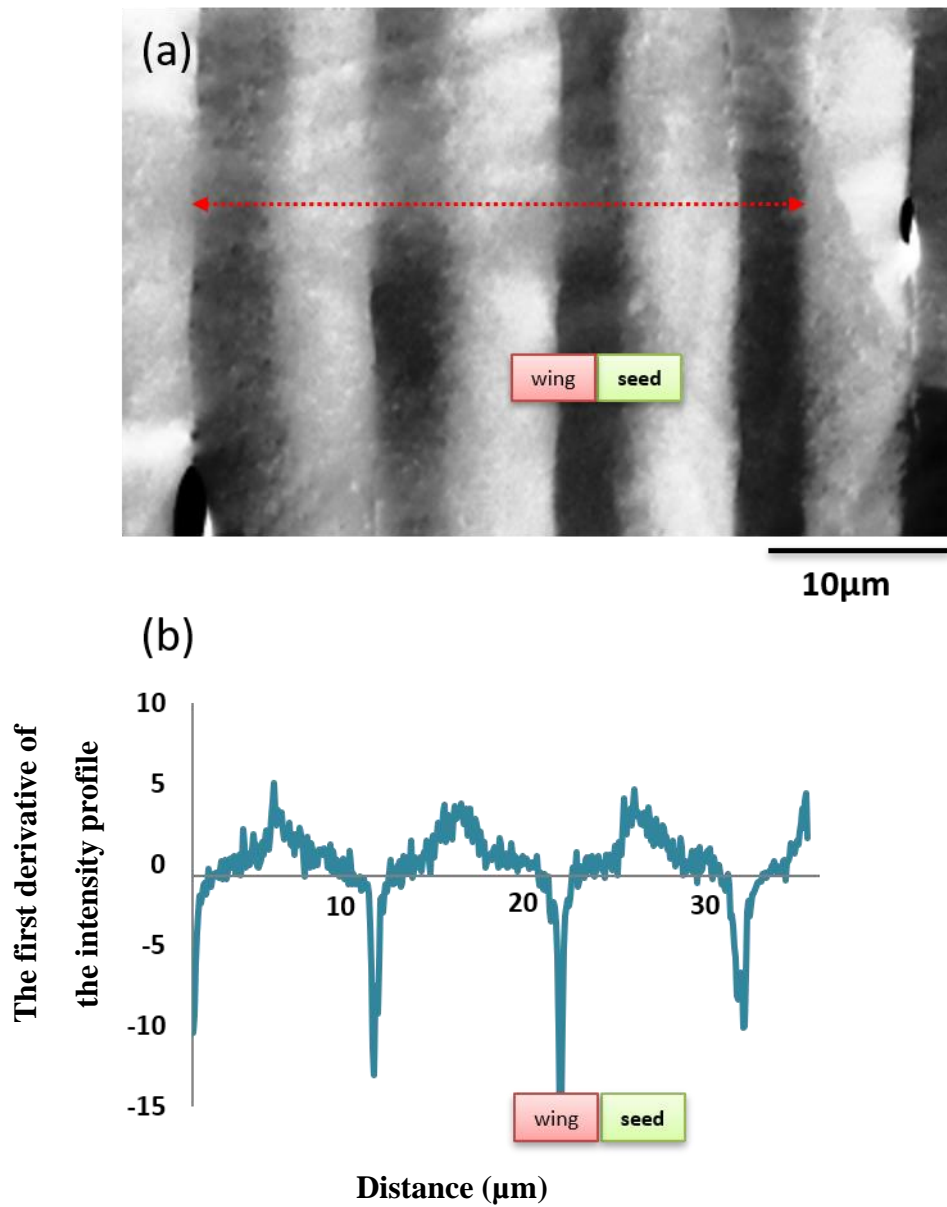 (a)
wing seed
10µm
(b)
The first derivative of
the intensity profile
10
5
0
-5
-10
-15
10 20 30
wing seed
Distance (µm)